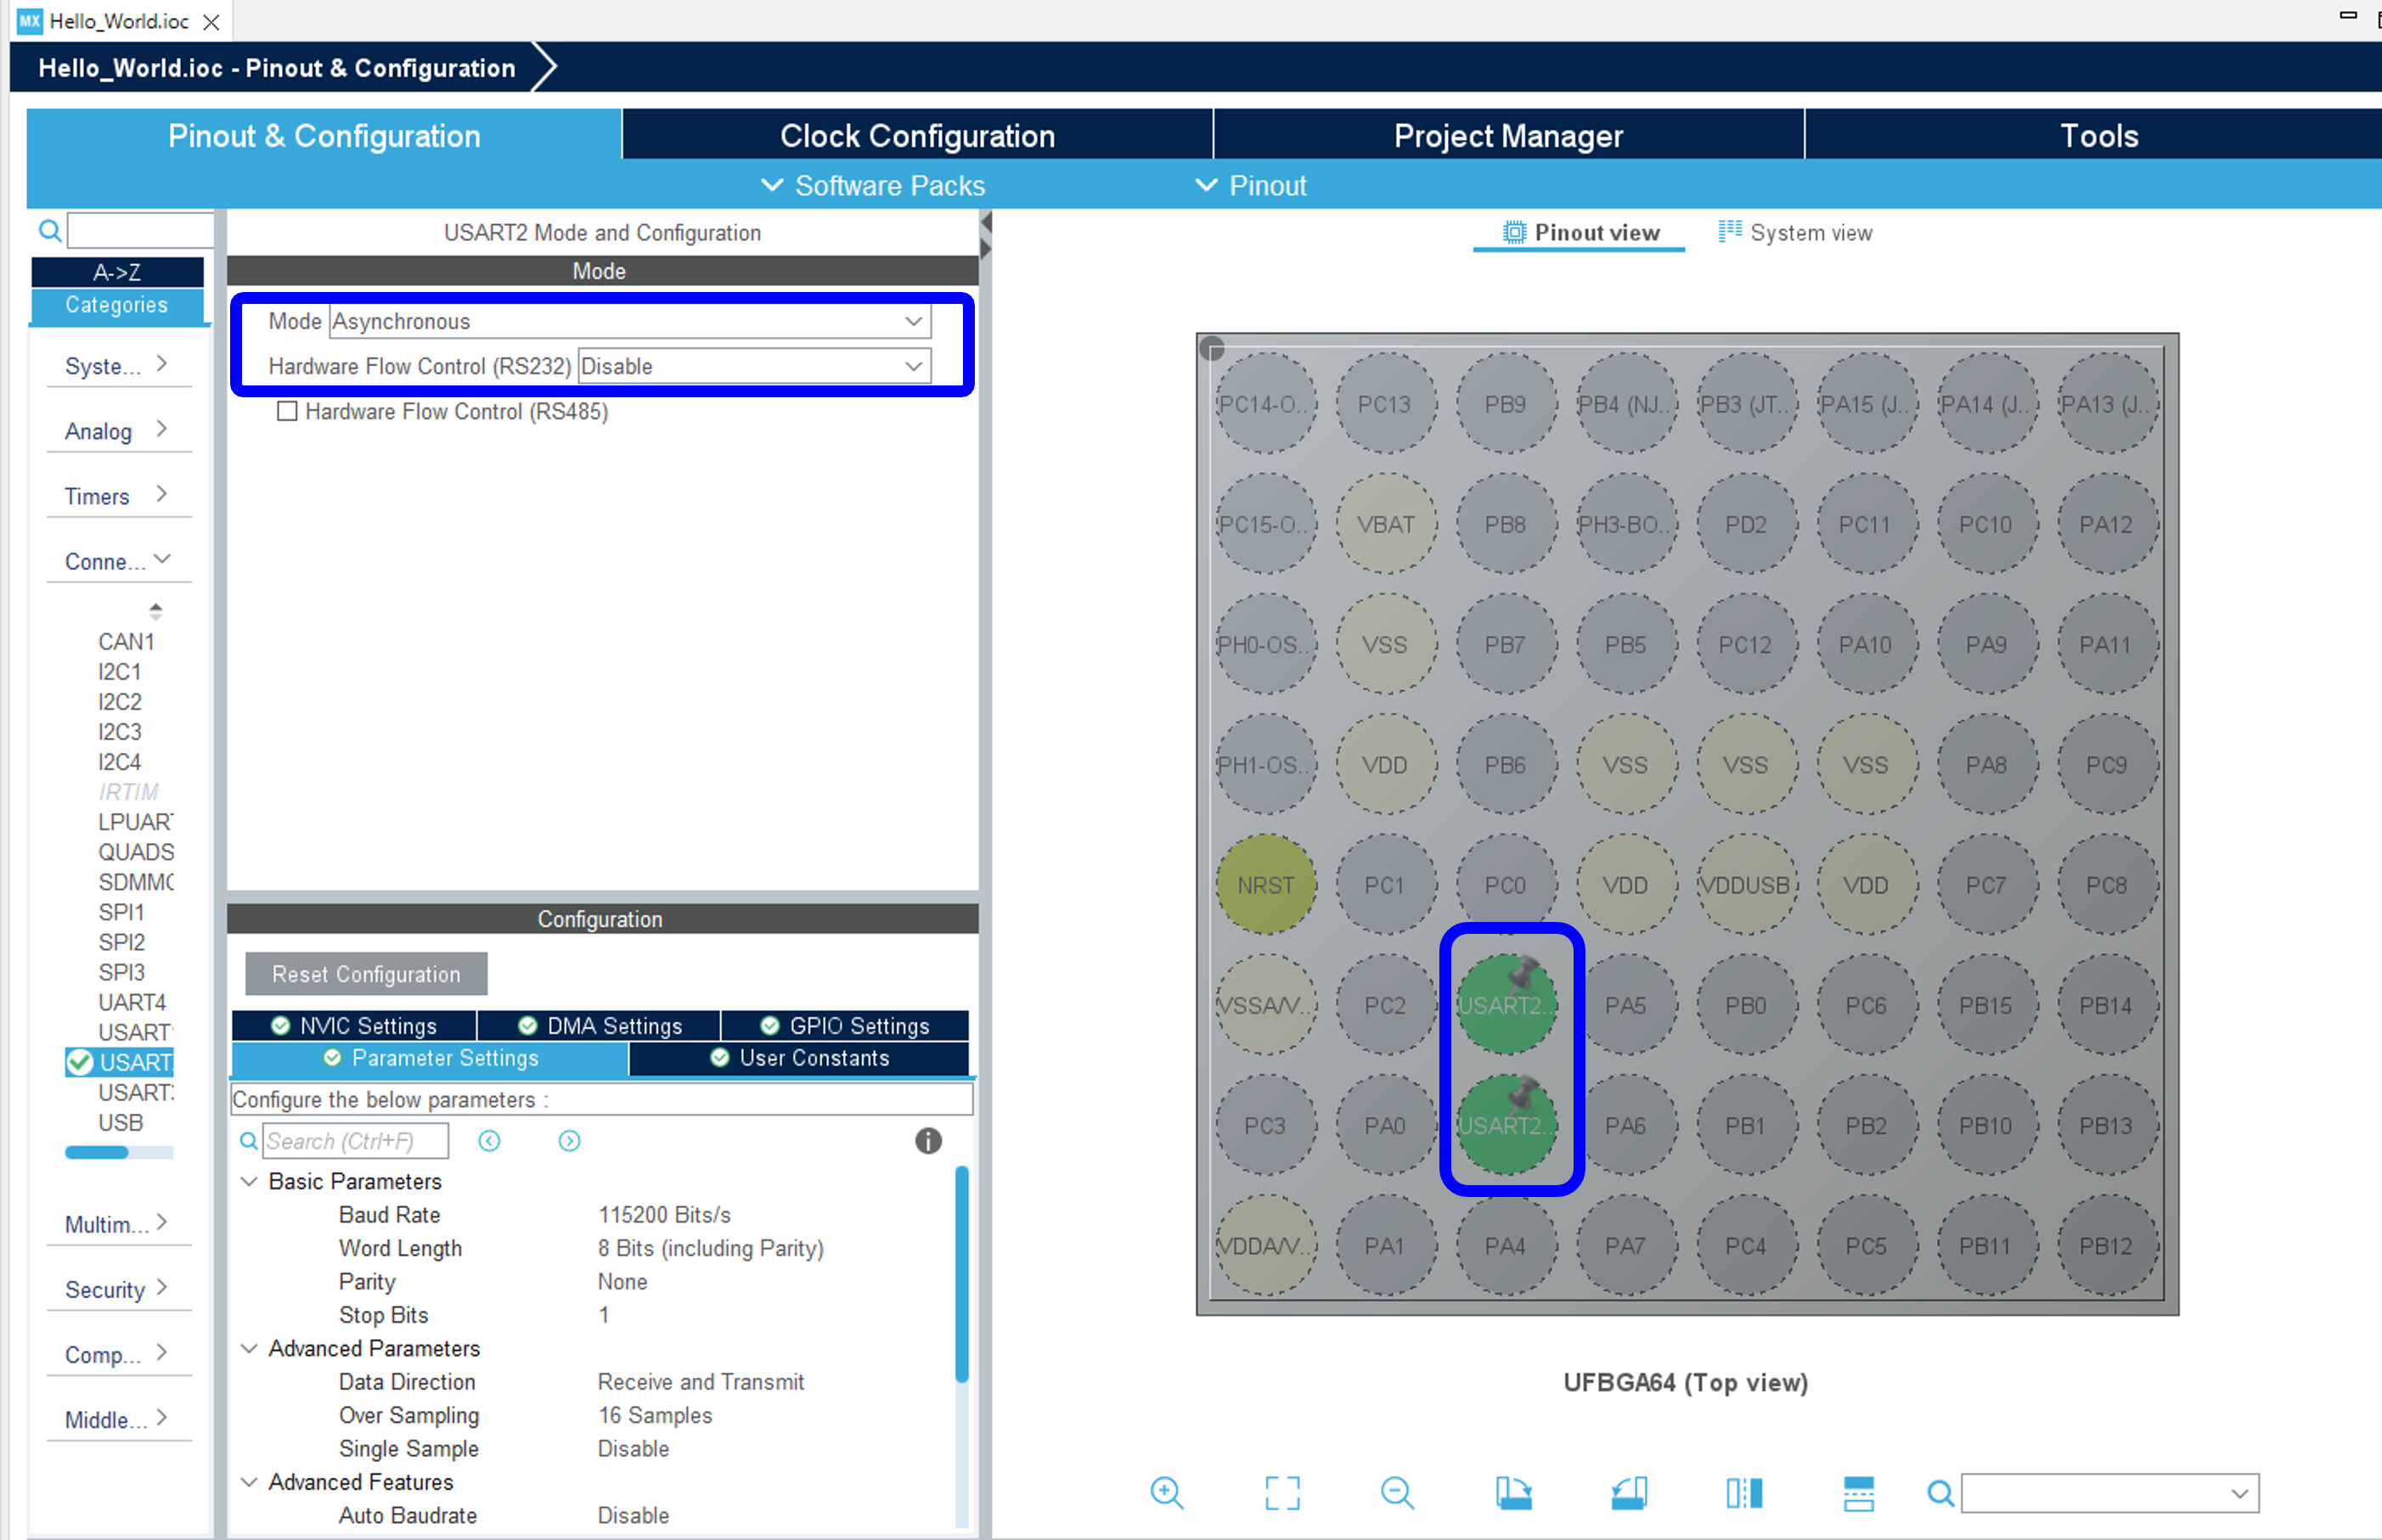 MX Hello_World.ioc
Hello_World.ioc - Pinout & Configuration
Pinout & Configuration
Clock Configuration
Project Manager
Tools
Software Packs
Pinout
A->Z
Categories
Syste...
Analog
Timers
Conne...
CAN1
I2C1
I2C2
I2C3
I2C4
IRTIM
LPUAR
QUADS
SDMM
SPI1
SPI2
SPI3
UART4
USART
USART
USART
USB
Multim...
Security
Comp...
Middle...
USART2 Mode and Configuration
Mode
Mode Asynchronous
Hardware Flow Control (RS232) Disable
Hardware Flow Control (RS485)
Configuration
Reset Configuration
NVIC Settings DMA Settings GPIO Settings
Parameter Settings User Constants
Configure the below parameters :
Search (Ctrl+F)
Basic Parameters
Baud Rate 115200 Bits/s
Word Length 8 Bits (including Parity)
Parity None
Stop Bits 1
Advanced Parameters
Data Direction Receive and Transmit
Over Sampling 16 Samples
Single Sample Disable
Advanced Features
Auto Baudrate Disable
Pinout view
System view
PC14-O.. PC13 PB9 PB4 (NJ.. PB3 (JT.. PA15 (J.. PA14 (J.. PA13 (J..
PC15-O.. VBAT PB8 PH3-BO.. PD2 PC11 PC10 PA12
PH0-OS.. VSS PB7 PB5 PC12 PA10 PA9 PA11
PH1-OS.. VDD PB6 VSS VSS VSS PA8 PC9
NRST PC1 PC0 VDD VDDUSB VDD PC7 PC8
VSSA/V.. PC2 USART2.. PA5 PB0 PC6 PB15 PB14
PC3 PA0 USART2.. PA6 PB1 PB2 PB10 PB13
VDDA/V.. PA1 PA4 PA7 PC4 PC5 PB11 PB12
UFBGA64 (Top view)